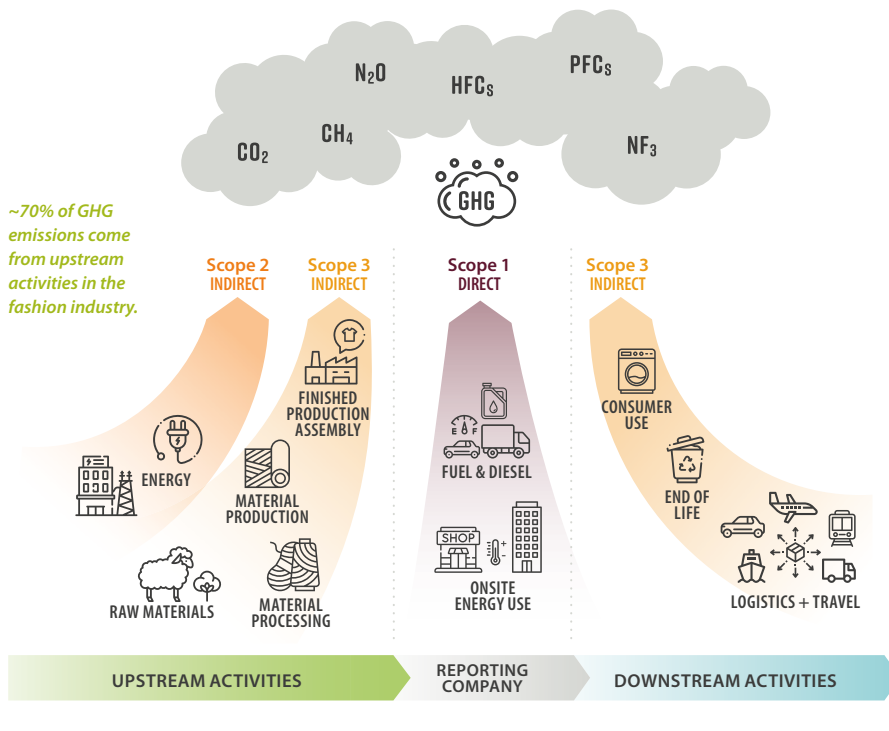 N₂O
HFCs
PFCs
CO₂
CH₄
NF₃
GHG
~70% of GHG
emissions come
from upstream
activities in the
fashion industry.
Scope 2
INDIRECT
Scope 3
INDIRECT
Scope 1
DIRECT
Scope 3
INDIRECT
FINISHED
PRODUCTION
ASSEMBLY
ENERGY
MATERIAL
PRODUCTION
RAW MATERIALS
MATERIAL
PROCESSING
E F
FUEL & DIESEL
SHOP
+
-
ONSITE
ENERGY USE
CONSUMER
USE
END OF
LIFE
LOGISTICS + TRAVEL
UPSTREAM ACTIVITIES
REPORTING
COMPANY
DOWNSTREAM ACTIVITIES